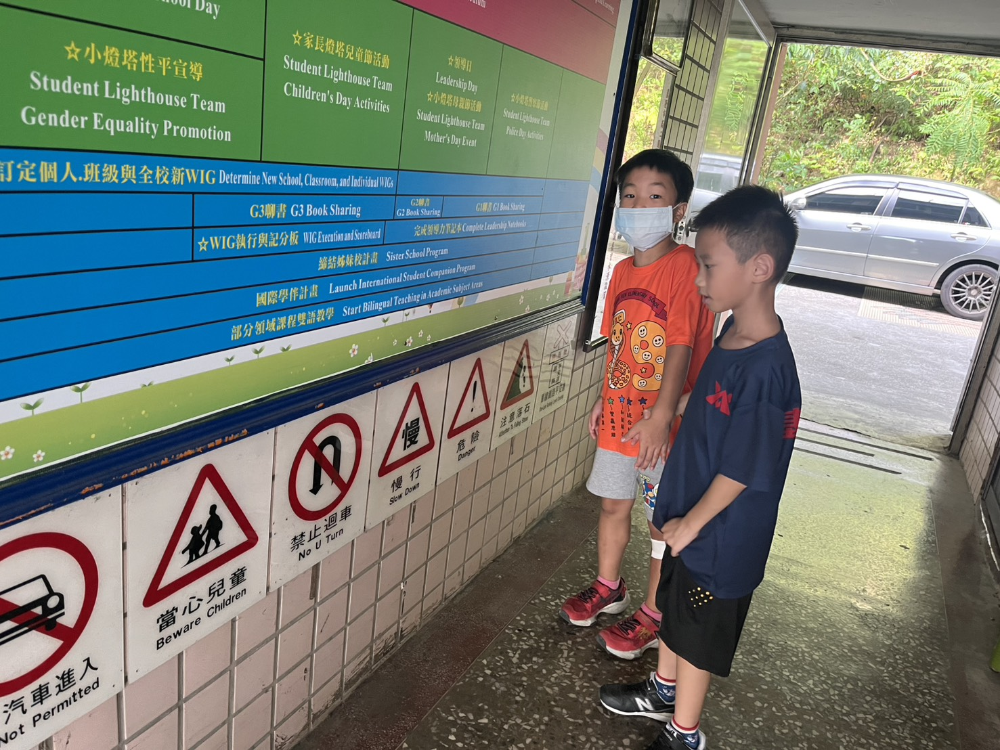 School Day
☆小燈塔性平宣導
Student Lighthouse Team
Gender Equality Promotion
☆家長燈塔兒童節活動
Student Lighthouse Team
Children's Day Activities
☆領導日
Leadership Day
☆小燈塔母親節活動
Student Lighthouse Team
Mother's Day Event
☆小燈塔警察節活動
Student Lighthouse Team
Police Day Activities
訂定個人.班級與全校新WIG Determine New School, Classroom, and Individual WIGs
G3聊書 G3 Book Sharing
G2聊書
G2 Book Sharing
G1聊書 G1 Book Sharing
☆WIG執行與記分板 WIG Execution and Scoreboard
完成領導力筆記本 Complete Leadership Notebooks
締結姊妹校計畫 Sister School Program
國際學伴計畫 Launch International Student Companion Program
部分領域課程雙語教學 Start Bilingual Teaching in Academic Subject Areas
汽車進入
Not Permitted
當心兒童
Beware Children
禁止迴車
No U Turn
慢
慢行
Slow Down
危險
Danger
注意落石
ELEMENTARY SCHOOL
N